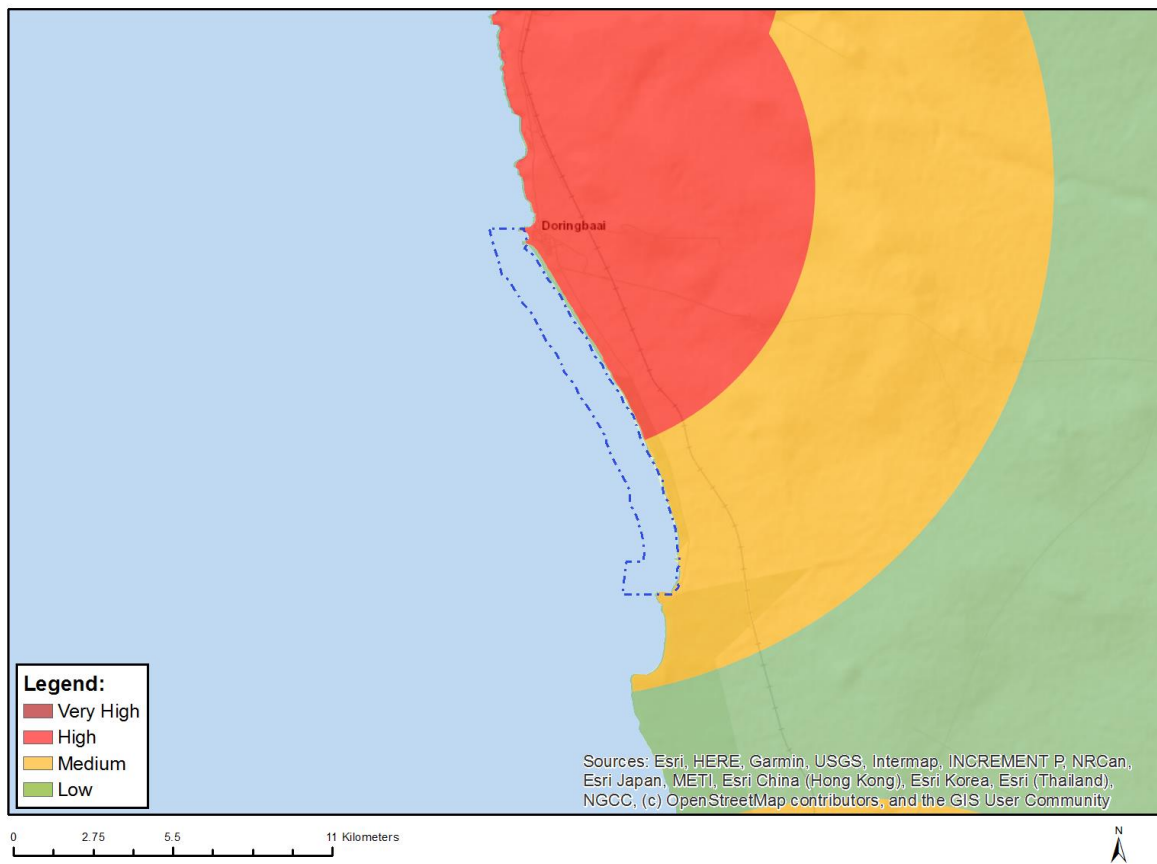 Doringbaai
Legend:
Very High
High
Medium
Low
Sources: Esri, HERE, Garmin, USGS, Intermap, INCREMENT P, NRCan,
Esri Japan, METI, Esri China (Hong Kong), Esri Korea, Esri (Thailand),
NGCC, (c) OpenStreetMap contributors, and the GIS User Community
0 2.75 5.5 11 Kilometers
N